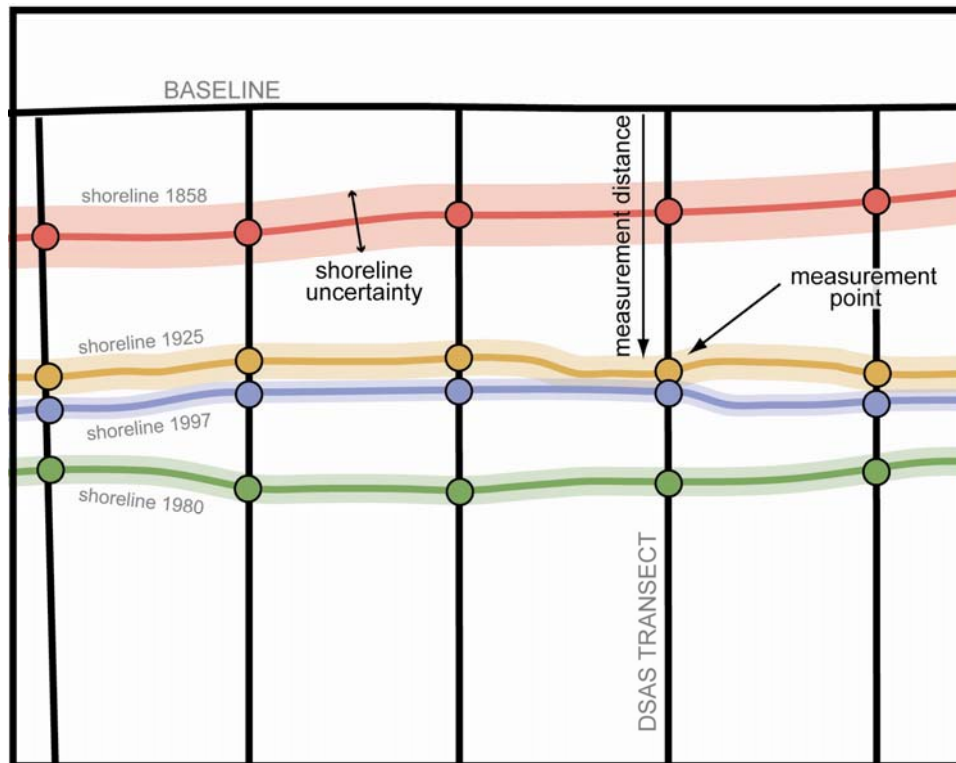 BASELINE
shoreline 1858
measurement distance
shoreline
uncertainty
measurement
point
shoreline 1925
shoreline 1997
shoreline 1980
DSAS TRANSECT